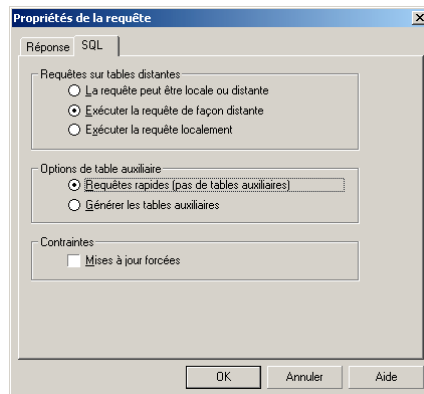 Propriétés de la requête
Réponse SQL
Requêtes sur tables distantes
La requête peut être locale ou distante
Exécuter la requête de façon distante
Exécuter la requête localement
Options de table auxiliaire
Requêtes rapides (pas de tables auxiliaires)
Générer les tables auxiliaires
Contraintes
Mises à jour forcées
OK Annuler Aide